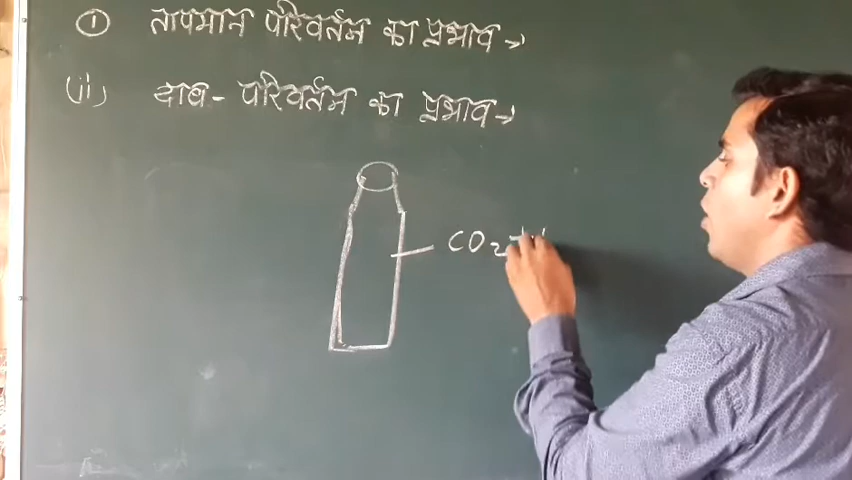 ① तापमान परिवर्तन का प्रभाव →
(ii) दाब - परिवर्तन का प्रभाव →
CO₂